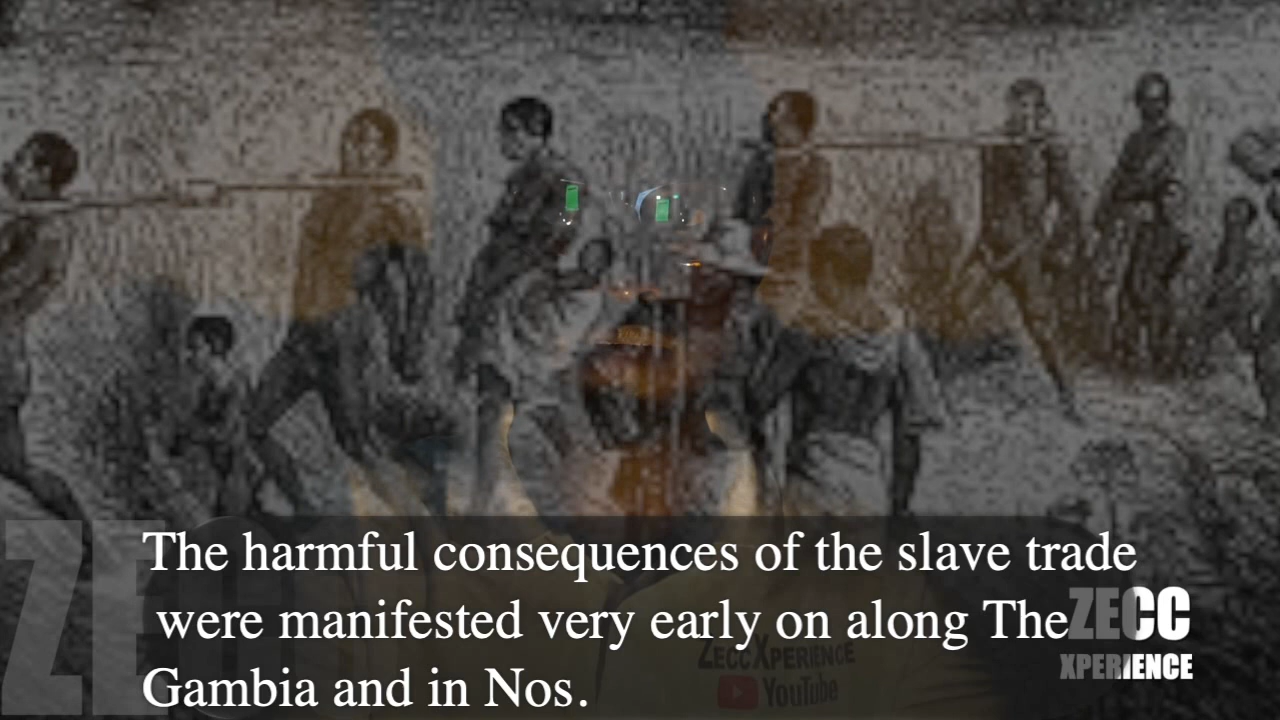 The harmful consequences of the slave trade
were manifested very early on along The
Gambia and in Nos.
ZE
ZECC
XPERIENCE
ZECCXPERIENCE
YouTube